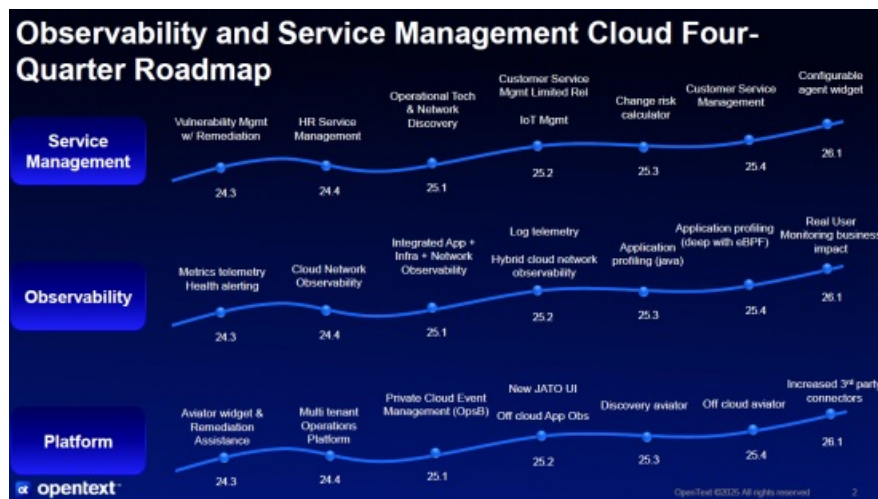 Observability and Service Management Cloud Four-
Quarter Roadmap
Service
Management
Vulnerability Mgmt
w/ Remediation
24.3
HR Service
Management
24.4
Operational Tech
& Network
Discovery
25.1
Customer Service
Mgmt Limited Rel
IoT Mgmt
25.2
Change risk
calculator
25.3
Customer Service
Management
25.4
Configurable
agent widget
26.1
Observability
Metrics telemetry
Health alerting
24.3
Cloud Network
Observability
24.4
Integrated App +
Infra + Network
Observability
25.1
Log telemetry
Hybrid cloud network
observability
25.2
Application
profiling (java)
25.3
Application profiling
(deep with eBPF)
25.4
Real User
Monitoring business
impact
26.1
Platform
Aviator widget &
Remediation
Assistance
24.3
Multi tenant
Operations
Platform
24.4
Private Cloud Event
Management (OpsB)
25.1
New JATO UI
Off cloud App Obs
25.2
Discovery aviator
25.3
Off cloud aviator
25.4
Increased 3rd party
connectors
26.1
ot opentext™
OpenText ©2025 All rights reserved
2